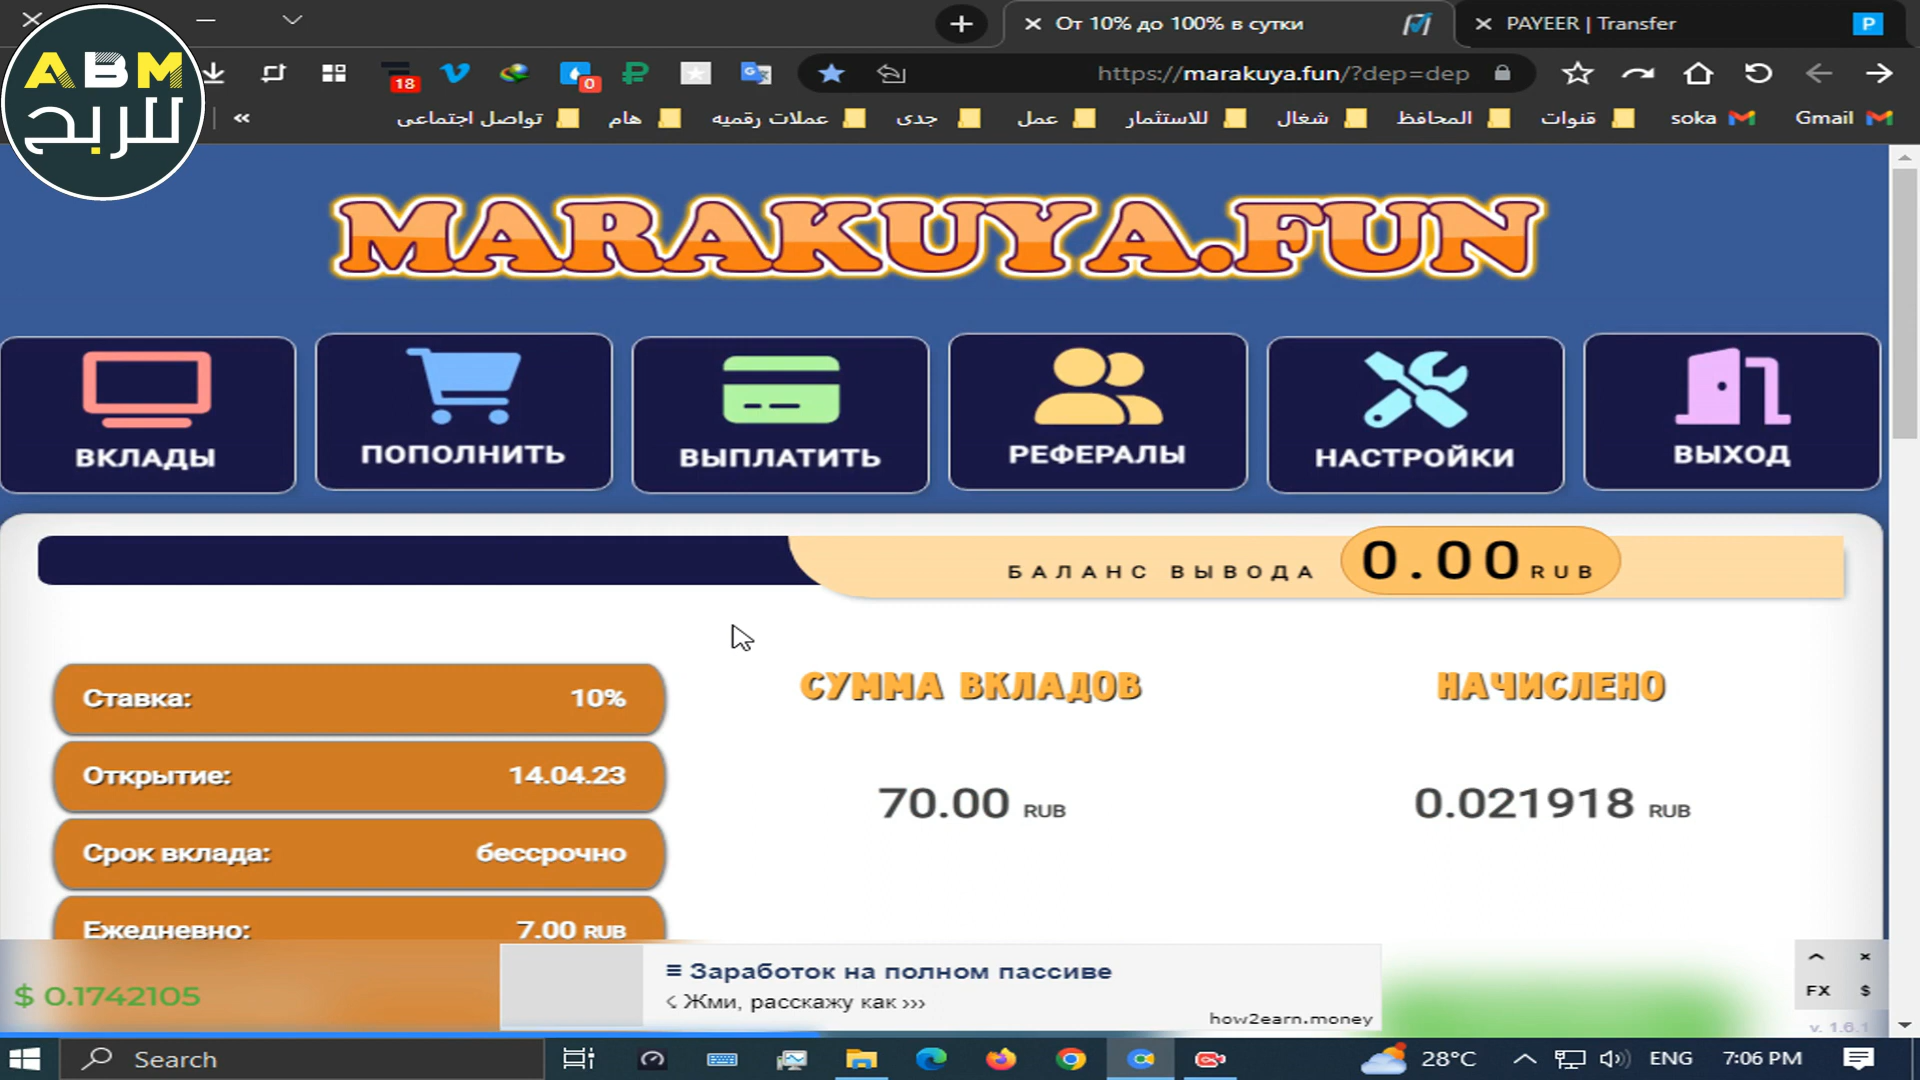 ABM
للربح
От 10% до 100% в сутки
PAYEER | Transfer
P
18
0
https://marakuya.fun/?dep=dep
«
تواصل اجتماعى
هام
عملات رقميه
جدى
عمل
للاستثمار
شغال
المحافظ
قنوات
soka
Gmail
MARAKUYA.FUN
ВКЛАДЫ
ПОПОЛНИТЬ
ВЫПЛАТИТЬ
РЕФЕРАЛЫ
НАСТРОЙКИ
ВЫХОД
БАЛАНС ВЫВОДА 0.00 RUB
Ставка: 10%
Открытие: 14.04.23
Срок вклада: бессрочно
Ежедневно: 7.00 RUB
СУММА ВКЛАДОВ
70.00 RUB
НАЧИСЛЕНО
0.021918 RUB
$ 0.1742105
≡ Заработок на полном пассиве
‹ Жми, расскажу как ›››
how2earn.money
FX $
v. 1.6.1
Search
28°C
ENG
7:06 PM